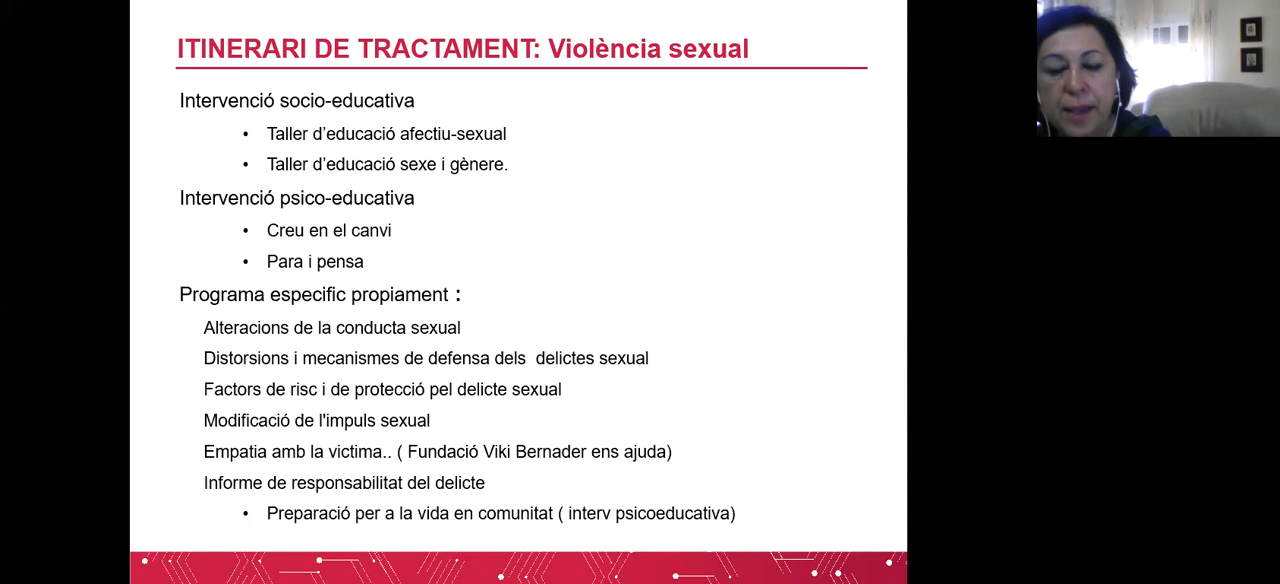 ITINERARI DE TRACTAMENT: Violència sexual
Intervenció socio-educativa
• Taller d’educació afectiu-sexual
• Taller d’educació sexe i gènere.
Intervenció psico-educativa
• Creu en el canvi
• Para i pensa
Programa especific propiament :
Alteracions de la conducta sexual
Distorsions i mecanismes de defensa dels delictes sexual
Factors de risc i de protecció pel delicte sexual
Modificació de l'impuls sexual
Empatia amb la victima.. ( Fundació Viki Bernader ens ajuda)
Informe de responsabilitat del delicte
• Preparació per a la vida en comunitat ( interv psicoeducativa)